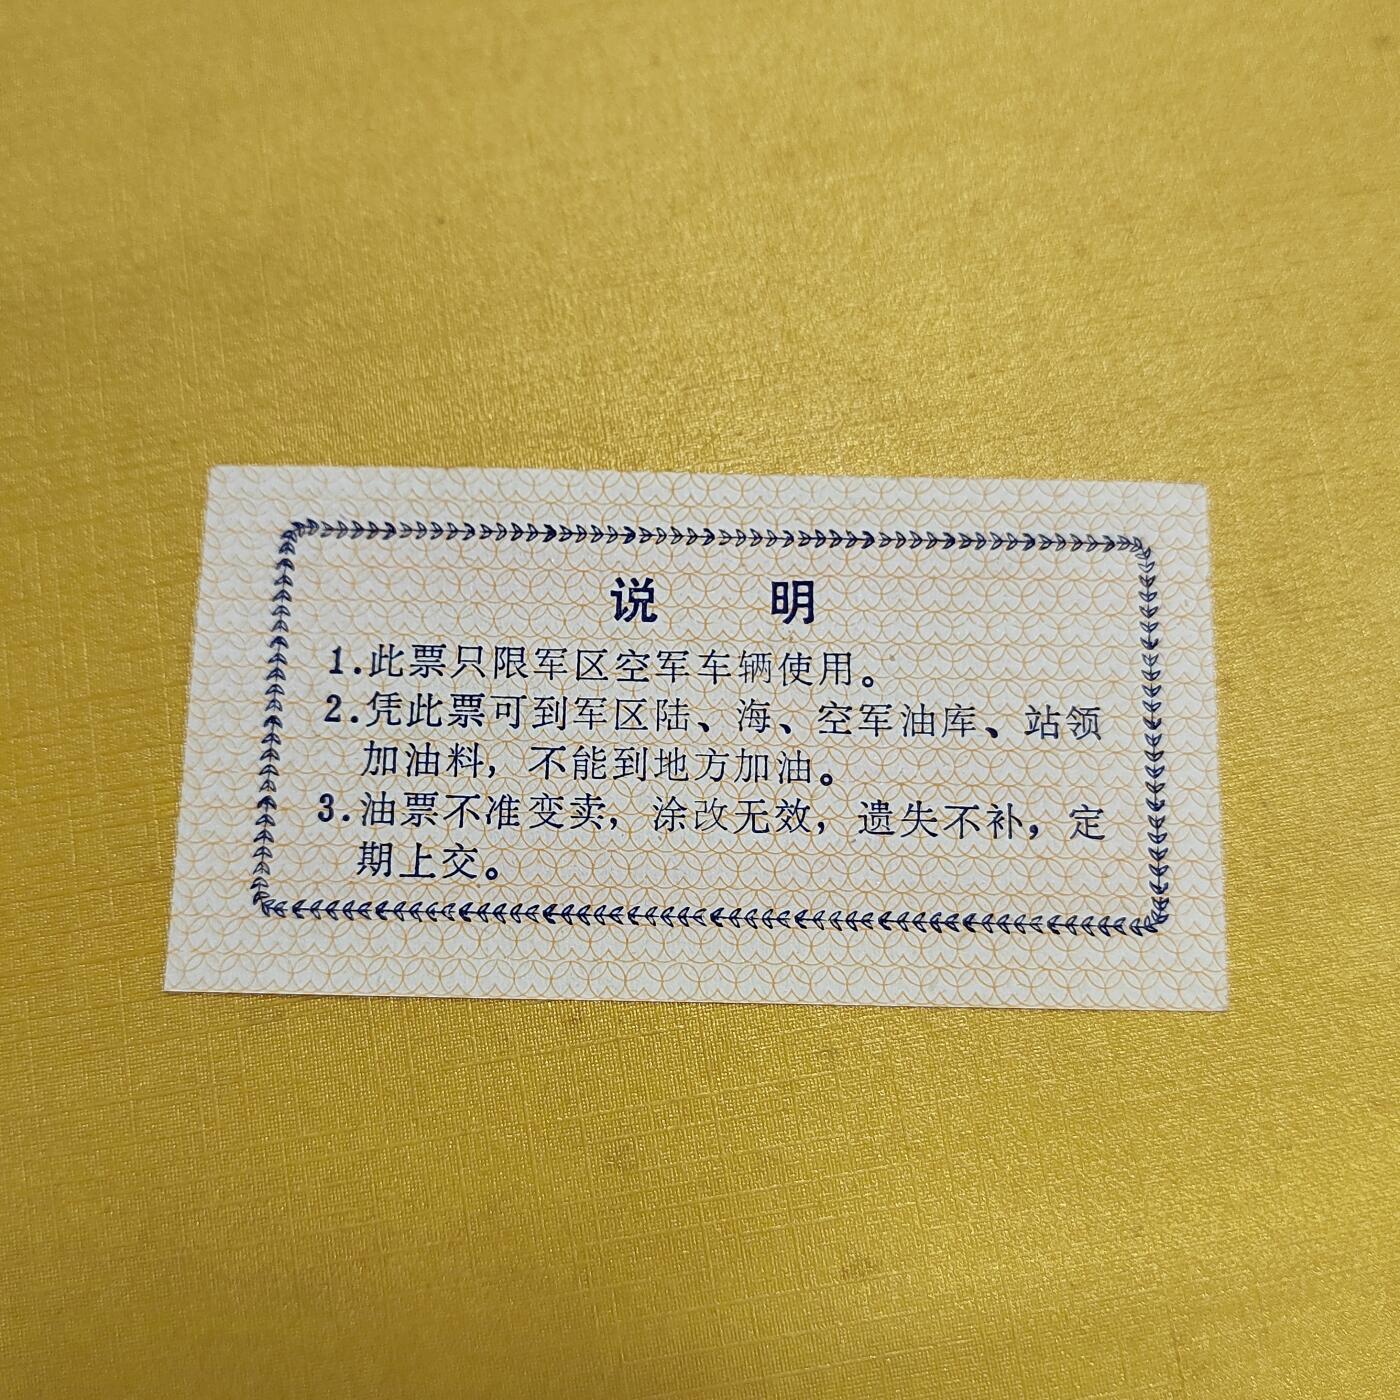 说 明
1.此票只限军区空军车辆使用。
2.凭此票可到军区陆、海、空军油库、站领
加油料，不能到地方加油。
3.油票不准变卖，涂改无效，遗失不补，定
期上交。